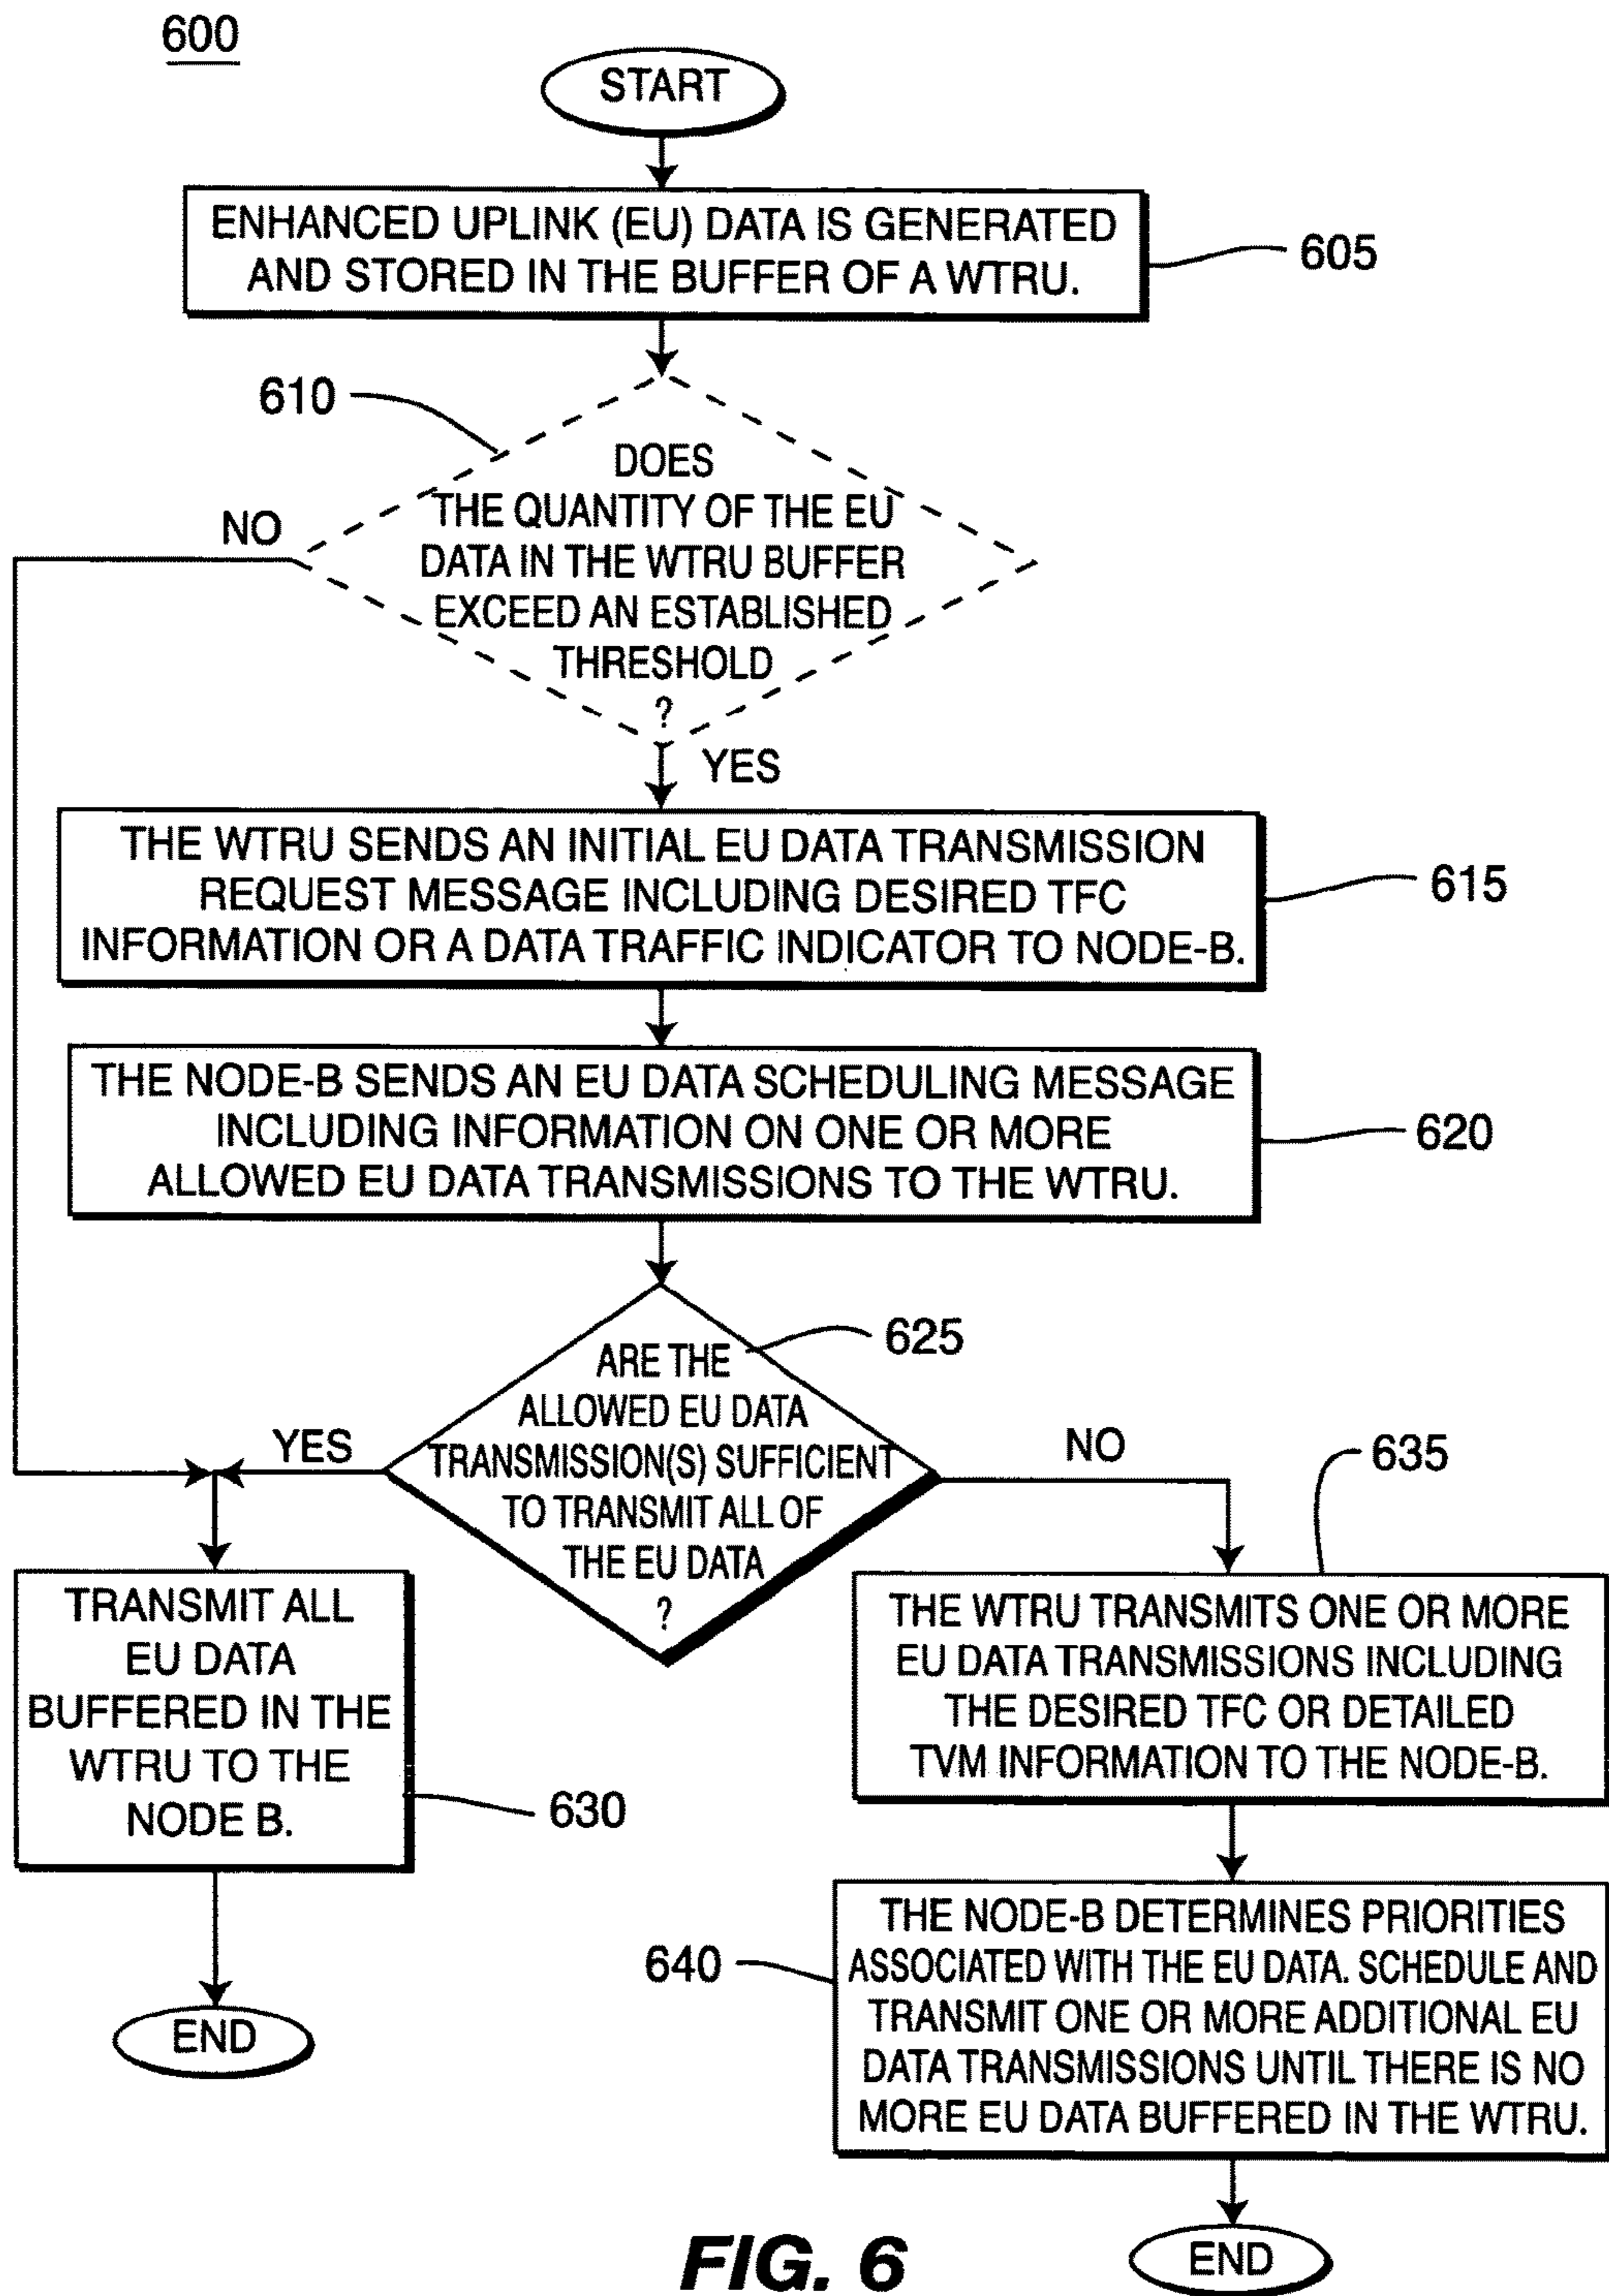 600
START
ENHANCED UPLINK (EU) DATA IS GENERATED
AND STORED IN THE BUFFER OF A WTRU.
605
610
DOES
THE QUANTITY OF THE EU
DATA IN THE WTRU BUFFER
EXCEED AN ESTABLISHED
THRESHOLD
?
NO
YES
THE WTRU SENDS AN INITIAL EU DATA TRANSMISSION
REQUEST MESSAGE INCLUDING DESIRED TFC
INFORMATION OR A DATA TRAFFIC INDICATOR TO NODE-B.
615
THE NODE-B SENDS AN EU DATA SCHEDULING MESSAGE
INCLUDING INFORMATION ON ONE OR MORE
ALLOWED EU DATA TRANSMISSIONS TO THE WTRU.
620
625
ARE THE
ALLOWED EU DATA
TRANSMISSION(S) SUFFICIENT
TO TRANSMIT ALL OF
THE EU DATA
?
YES
NO
TRANSMIT ALL
EU DATA
BUFFERED IN THE
WTRU TO THE
NODE B.
630
END
635
THE WTRU TRANSMITS ONE OR MORE
EU DATA TRANSMISSIONS INCLUDING
THE DESIRED TFC OR DETAILED
TVM INFORMATION TO THE NODE-B.
640
THE NODE-B DETERMINES PRIORITIES
ASSOCIATED WITH THE EU DATA. SCHEDULE AND
TRANSMIT ONE OR MORE ADDITIONAL EU
DATA TRANSMISSIONS UNTIL THERE IS NO
MORE EU DATA BUFFERED IN THE WTRU.
END
FIG. 6